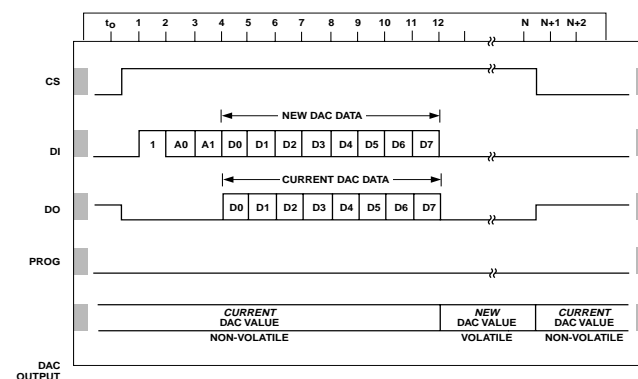 to 1 2 3 4 5 6 7 8 9 10 11 12 N N+1 N+2
CS
NEW DAC DATA
DI 1 A0 A1 D0 D1 D2 D3 D4 D5 D6 D7
CURRENT DAC DATA
DO D0 D1 D2 D3 D4 D5 D6 D7
PROG
CURRENT NEW CURRENT
DAC VALUE DAC VALUE DAC VALUE
NON-VOLATILE VOLATILE NON-VOLATILE
DAC
OUTPUT